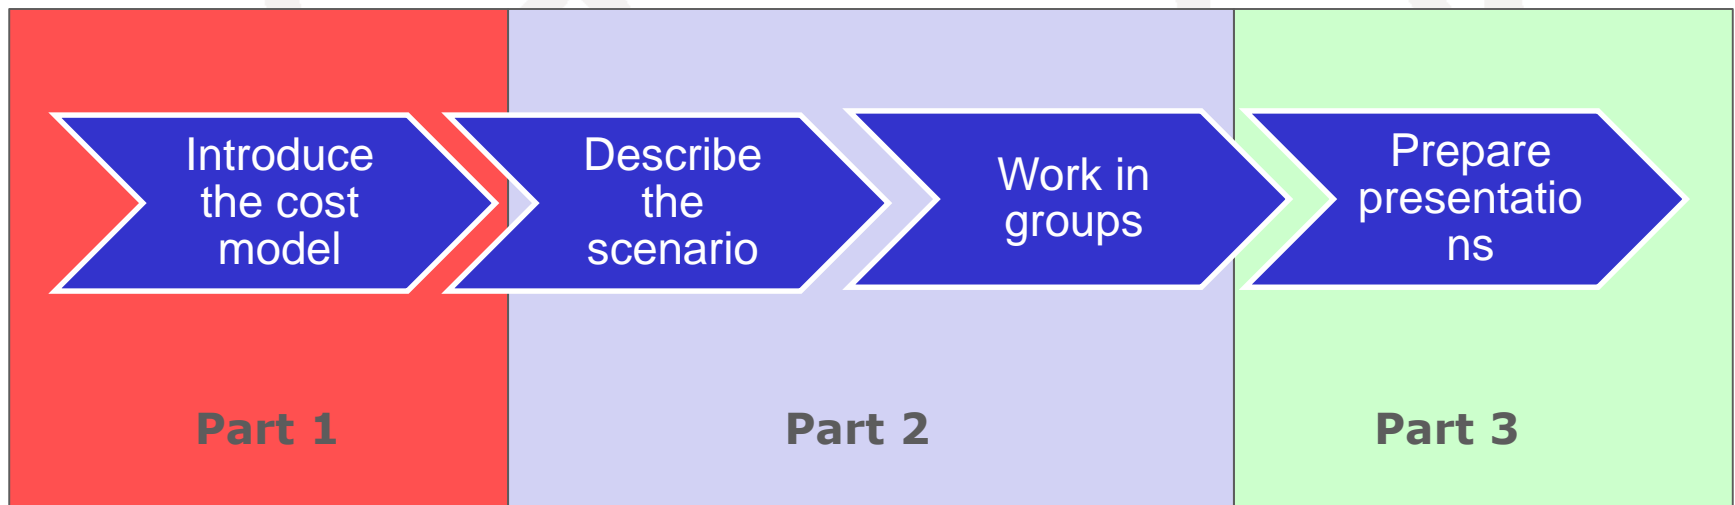 Introduce
the cost
model
Describe
the
scenario
Work in
groups
Prepare
presentatio
ns
Part 1
Part 2
Part 3